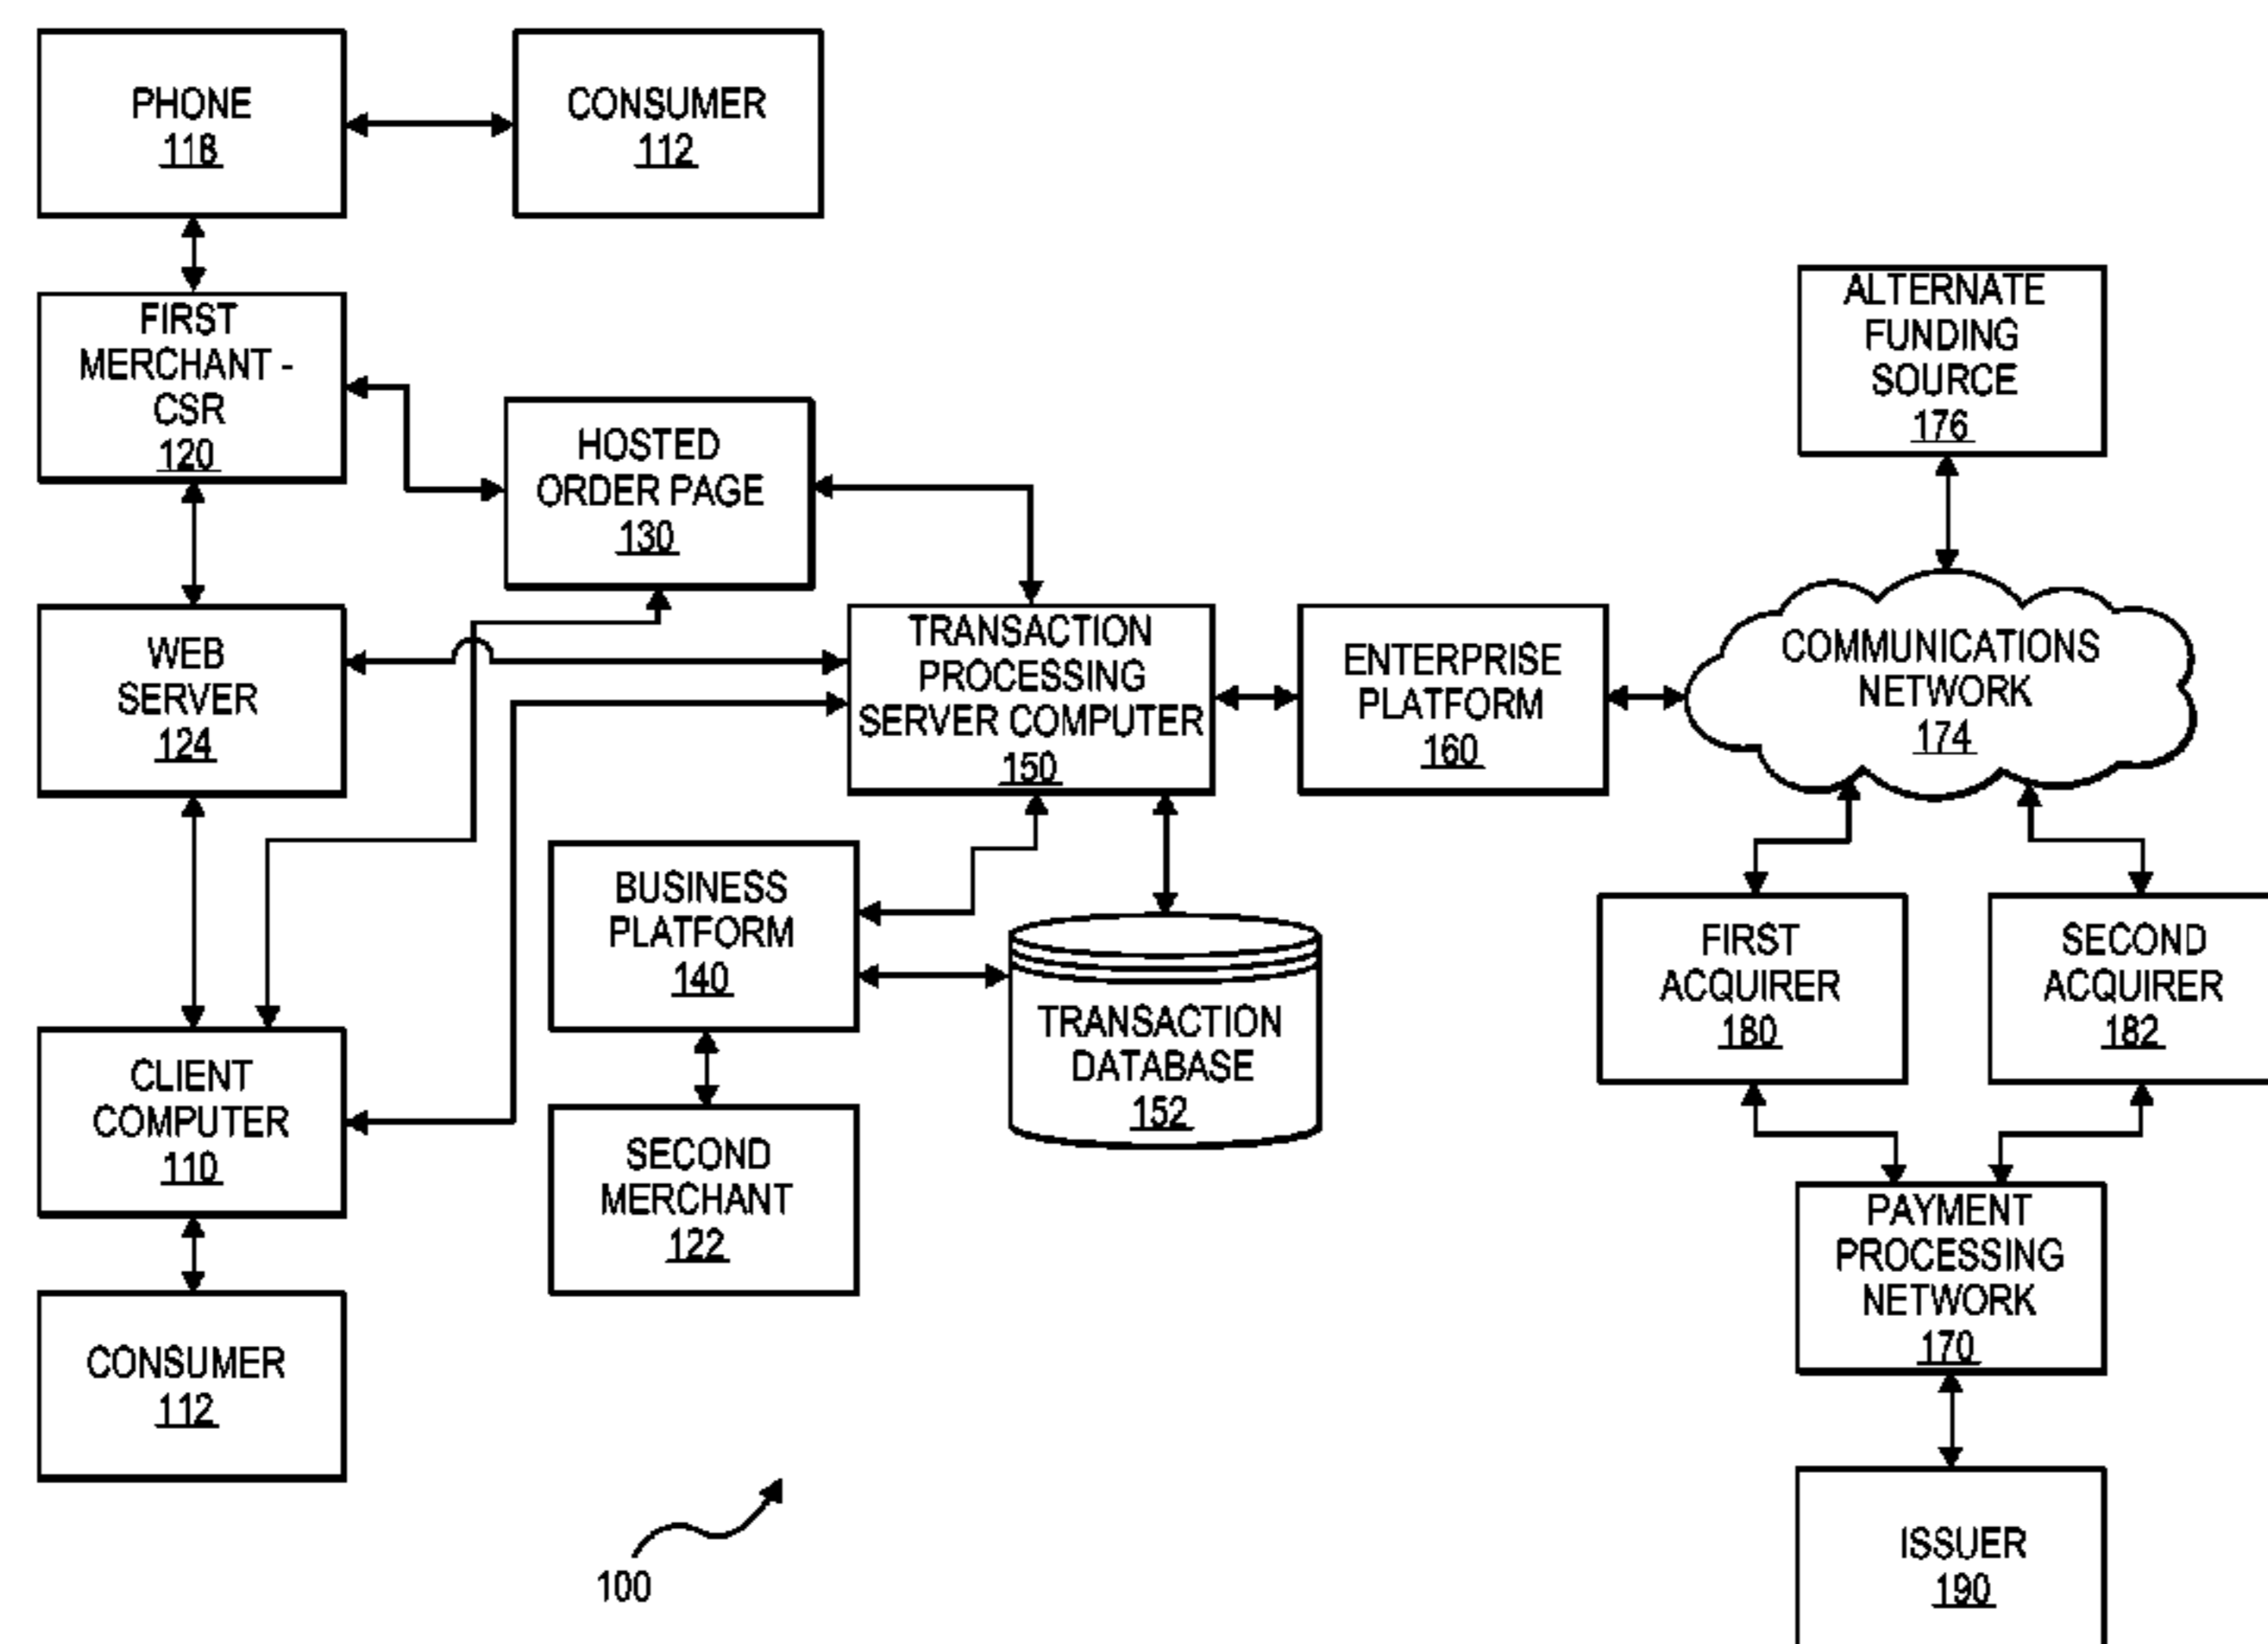 PHONE
118
CONSUMER
112
FIRST
MERCHANT -
CSR
120
HOSTED
ORDER PAGE
130
ALTERNATE
FUNDING
SOURCE
176
WEB
SERVER
124
TRANSACTION
PROCESSING
SERVER COMPUTER
150
ENTERPRISE
PLATFORM
160
COMMUNICATIONS
NETWORK
174
BUSINESS
PLATFORM
140
TRANSACTION
DATABASE
152
FIRST
ACQUIRER
180
SECOND
ACQUIRER
182
CLIENT
COMPUTER
110
SECOND
MERCHANT
122
PAYMENT
PROCESSING
NETWORK
170
CONSUMER
112
ISSUER
190
100